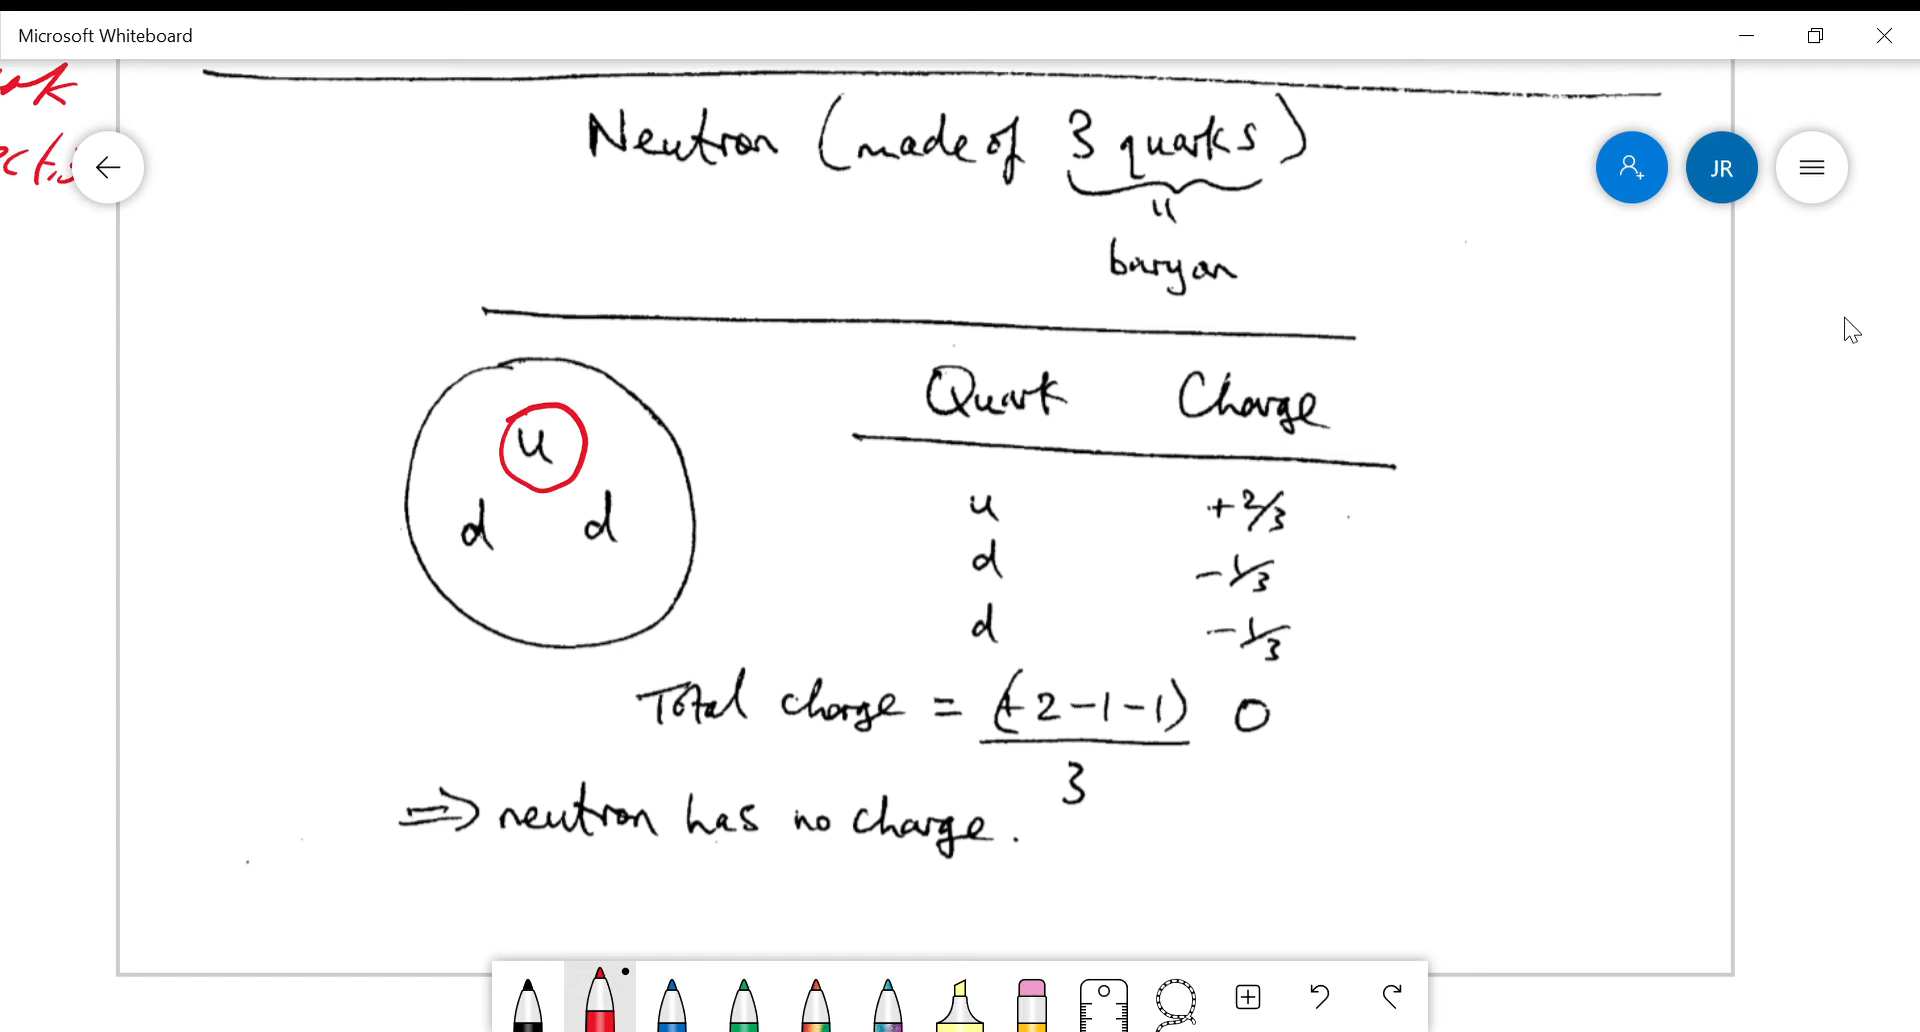 Microsoft Whiteboard
Neutron (made of 3 quarks)
JR
"
baryon
Quark Charge
u
d d
u +2/3
d -1/3
d -1/3
Total charge = (+2-1-1) 0
3
⇒ neutron has no charge.